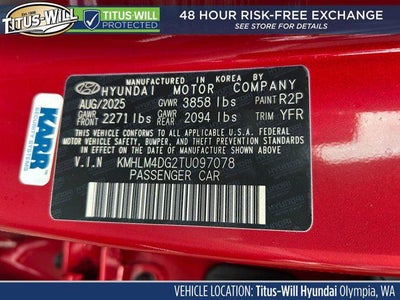 TITUS-WILL
TITUS-WILL
PROTECTED
48 HOUR RISK-FREE EXCHANGE
SEE STORE FOR DETAILS
KARR
SECURITY SYSTEMS
MANUFACTURED IN KOREA BY
HYUNDAI MOTOR COMPANY
AUG/2025 GVWR 3858 lbs PAINT R2P
GAWR FRONT 2271 lbs GAWR REAR 2094 lbs TRIM YFR
THIS VEHICLE CONFORMS TO ALL APPLICABLE
U.S FEDERAL MOTOR VEHICLE SAFETY, BUMPER,
AND THEFT PREVENTION STANDARDS IN EFFECT
ON THE DATE OF MANUFACTURE SHOWN ABOVE.
V.I.N KMHLM4DG2TU097078
PASSENGER CAR
VEHICLE LOCATION: Titus-Will Hyundai Olympia, WA